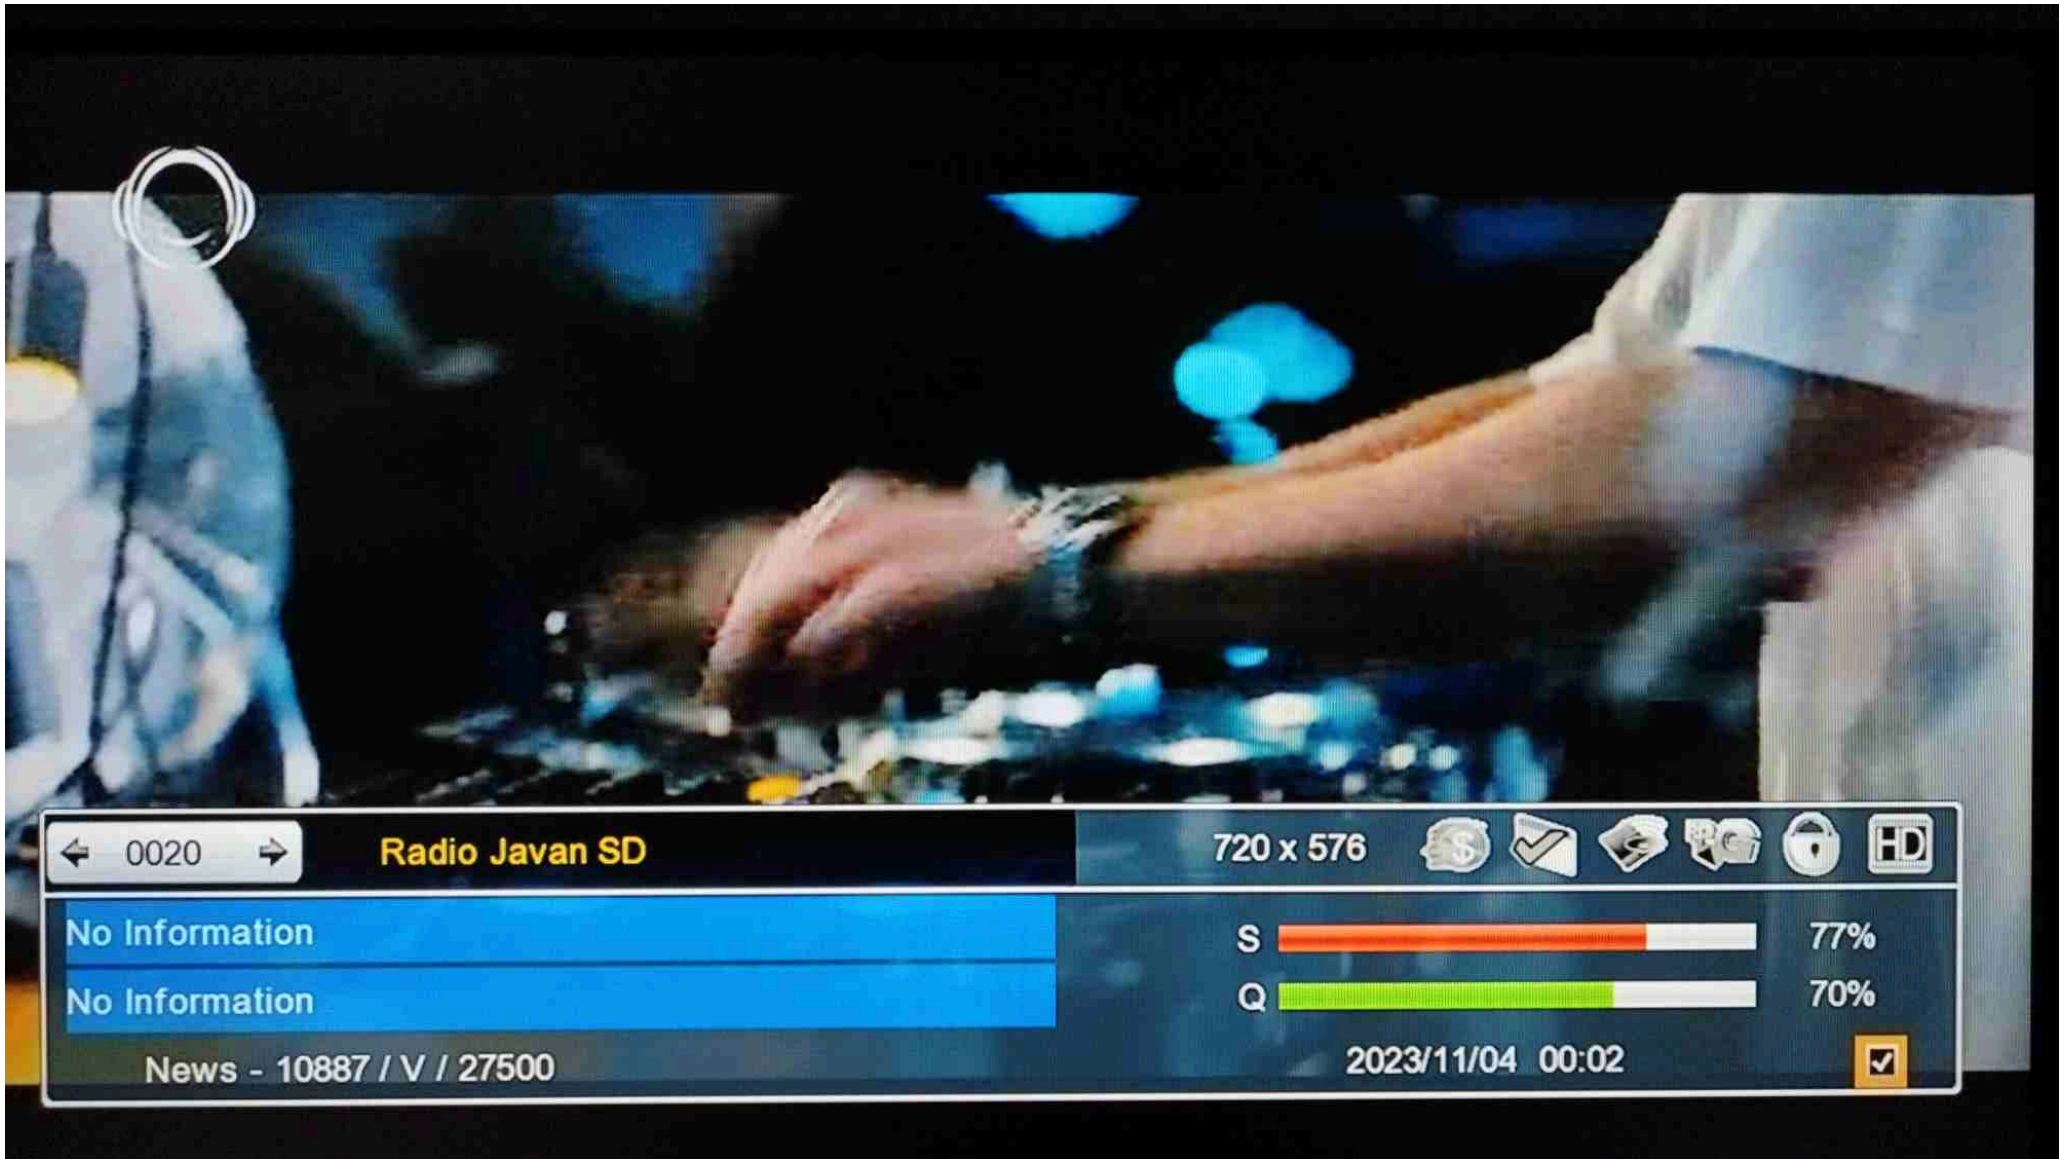 0020
Radio Javan SD
720 x 576
HD
No Information
S 77%
No Information
Q 70%
News - 10887 / V / 27500
2023/11/04 00:02